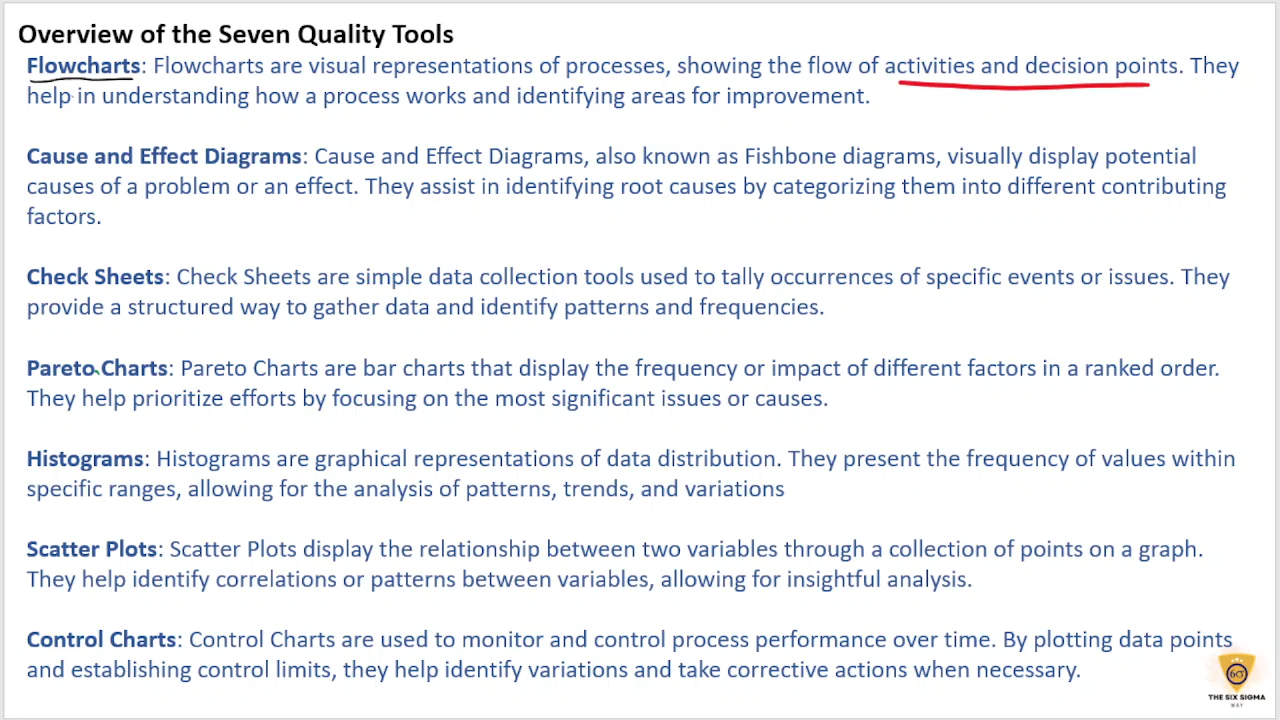 Overview of the Seven Quality Tools
Flowcharts: Flowcharts are visual representations of processes, showing the flow of activities and decision points. They
help in understanding how a process works and identifying areas for improvement.
Cause and Effect Diagrams: Cause and Effect Diagrams, also known as Fishbone diagrams, visually display potential
causes of a problem or an effect. They assist in identifying root causes by categorizing them into different contributing
factors.
Check Sheets: Check Sheets are simple data collection tools used to tally occurrences of specific events or issues. They
provide a structured way to gather data and identify patterns and frequencies.
Pareto Charts: Pareto Charts are bar charts that display the frequency or impact of different factors in a ranked order.
They help prioritize efforts by focusing on the most significant issues or causes.
Histograms: Histograms are graphical representations of data distribution. They present the frequency of values within
specific ranges, allowing for the analysis of patterns, trends, and variations
Scatter Plots: Scatter Plots display the relationship between two variables through a collection of points on a graph.
They help identify correlations or patterns between variables, allowing for insightful analysis.
Control Charts: Control Charts are used to monitor and control process performance over time. By plotting data points
and establishing control limits, they help identify variations and take corrective actions when necessary.
6σ
THE SIX SIGMA
WAY